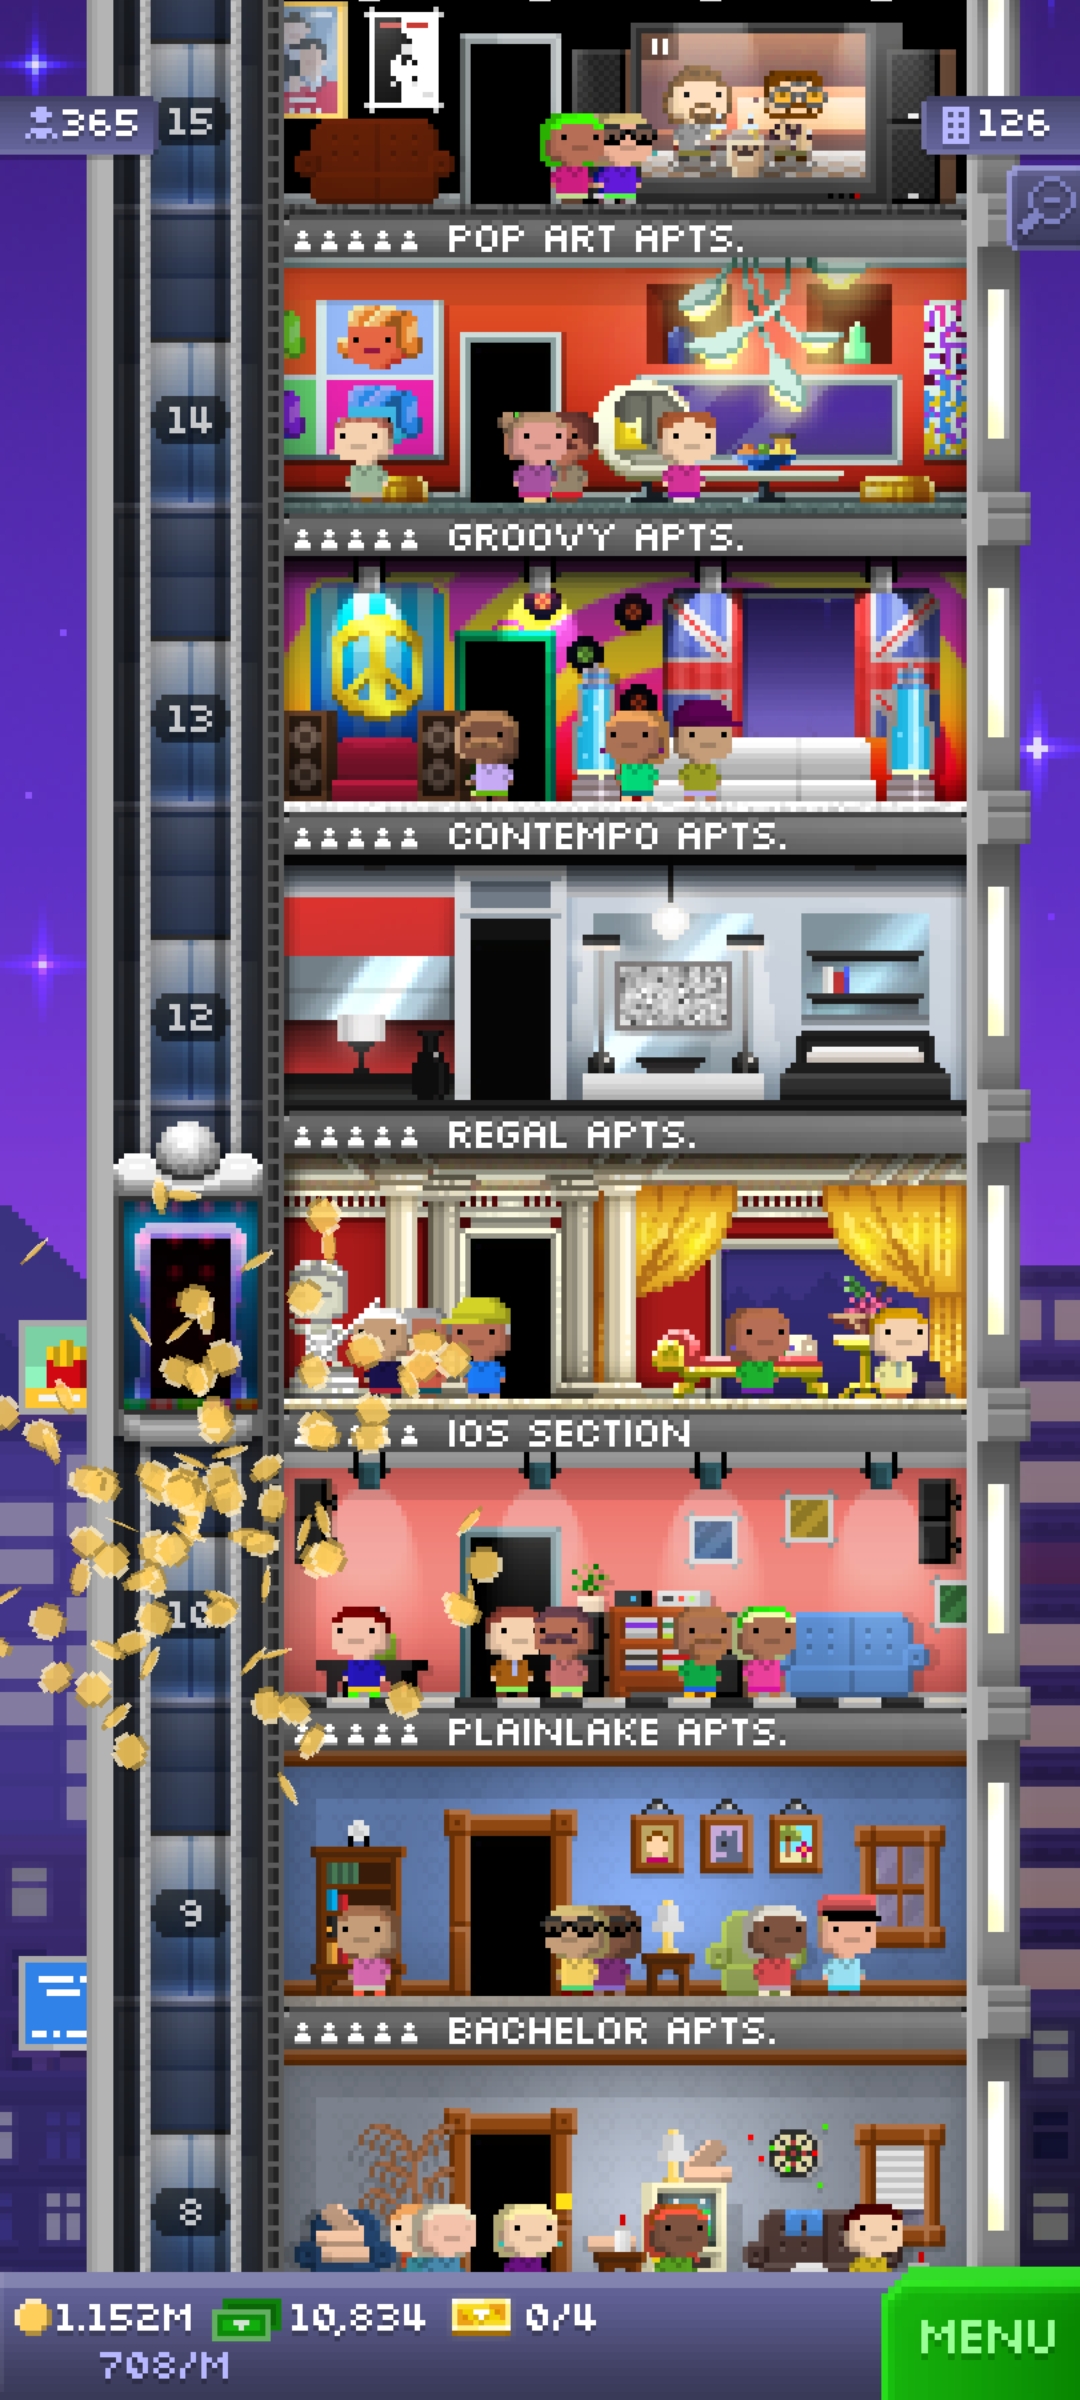 365
15
126
POP ART APTS.
14
GROOVY APTS.
13
CONTEMPO APTS.
12
REGAL APTS.
IOS SECTION
10
PLAINLAKE APTS.
9
BACHELOR APTS.
8
1.152M 10,834 0/4
708/M
MENU